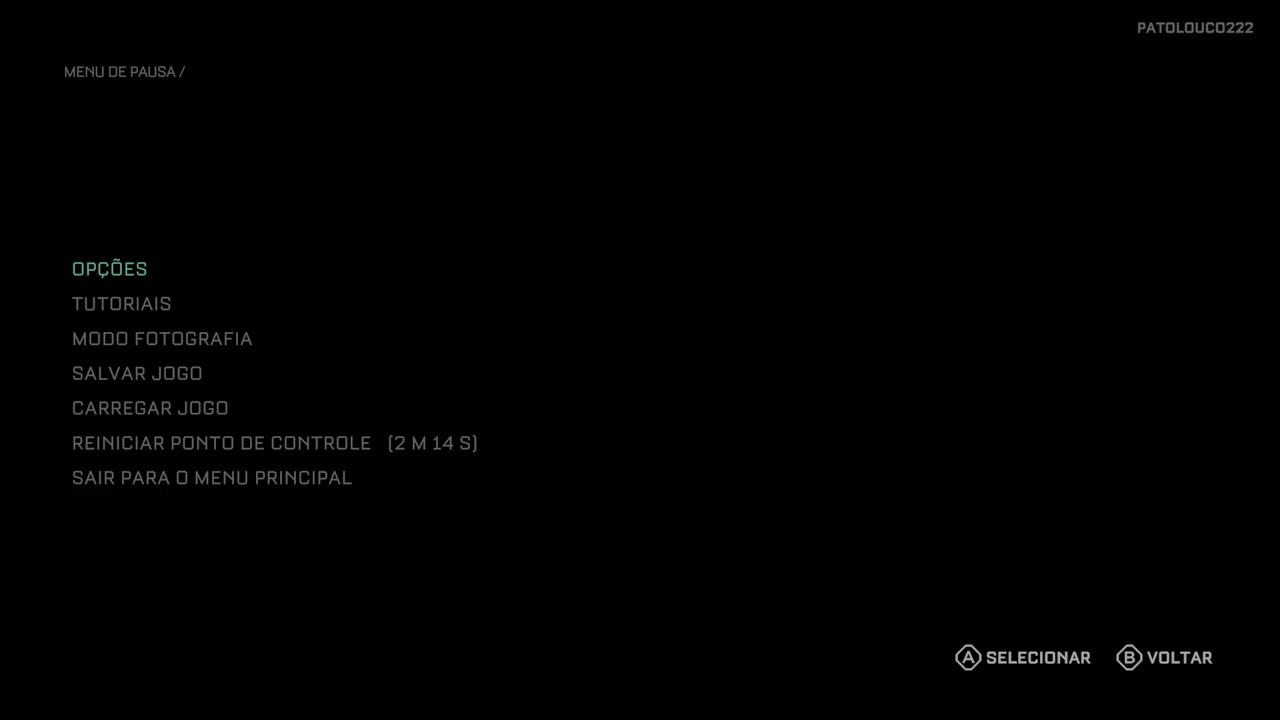 PATOLOUCO222
MENU DE PAUSA /
OPÇÕES
TUTORIAIS
MODO FOTOGRAFIA
SALVAR JOGO
CARREGAR JOGO
REINICIAR PONTO DE CONTROLE (2 M 14 S)
SAIR PARA O MENU PRINCIPAL
A SELECIONAR B VOLTAR